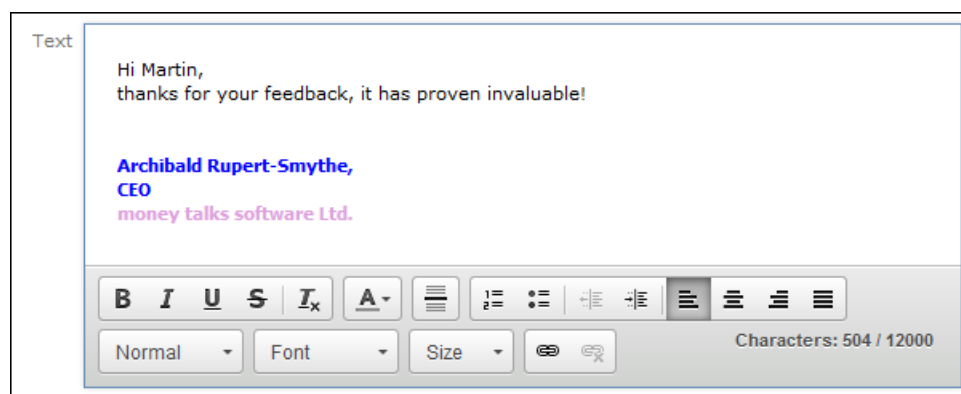 Text
Hi Martin,
thanks for your feedback, it has proven invaluable!
Archibald Rupert-Smythe,
CEO
money talks software Ltd.
B I U S Tx A
Normal Font Size Characters: 504 / 12000